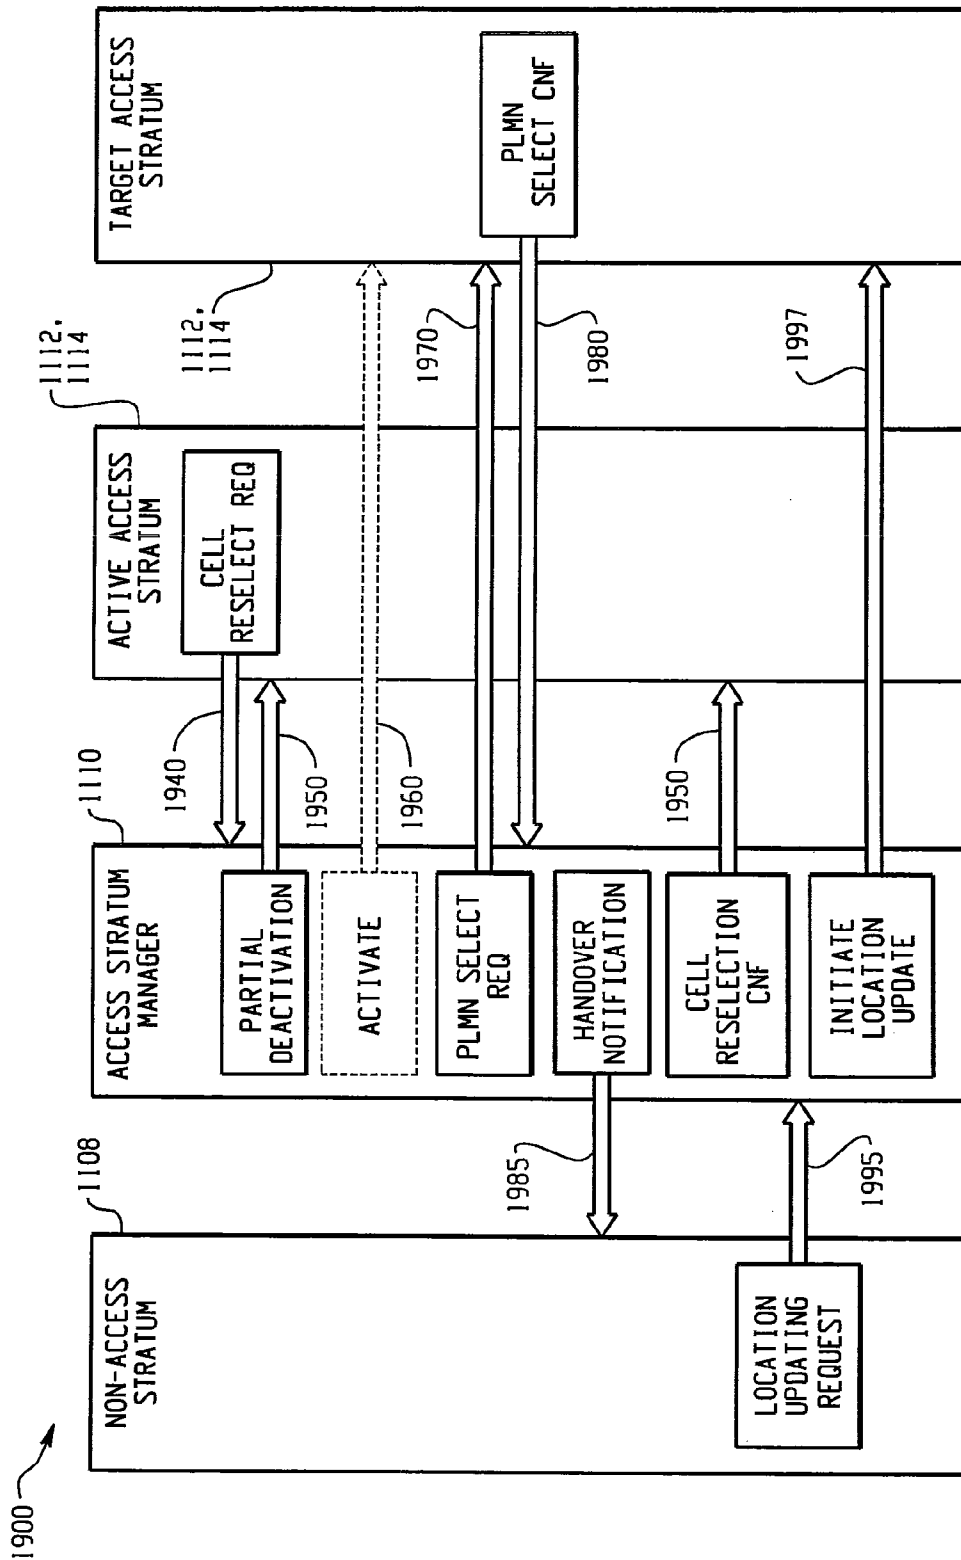 1900
NON-ACCESS
STRATUM
1108
LOCATION
UPDATING
REQUEST
1985
1995
ACCESS STRATUM
MANAGER
1110
PARTIAL
DEACTIVATION
ACTIVATE
PLMN SELECT
REQ
HANDOVER
NOTIFICATION
CELL
RESELECTION
CNF
INITIATE
LOCATION
UPDATE
1940
1950
1960
1950
ACTIVE ACCESS
STRATUM
1112,
1114
CELL
RESELECT REQ
1970
1980
1997
TARGET ACCESS
STRATUM
1112,
1114
PLMN
SELECT CNF